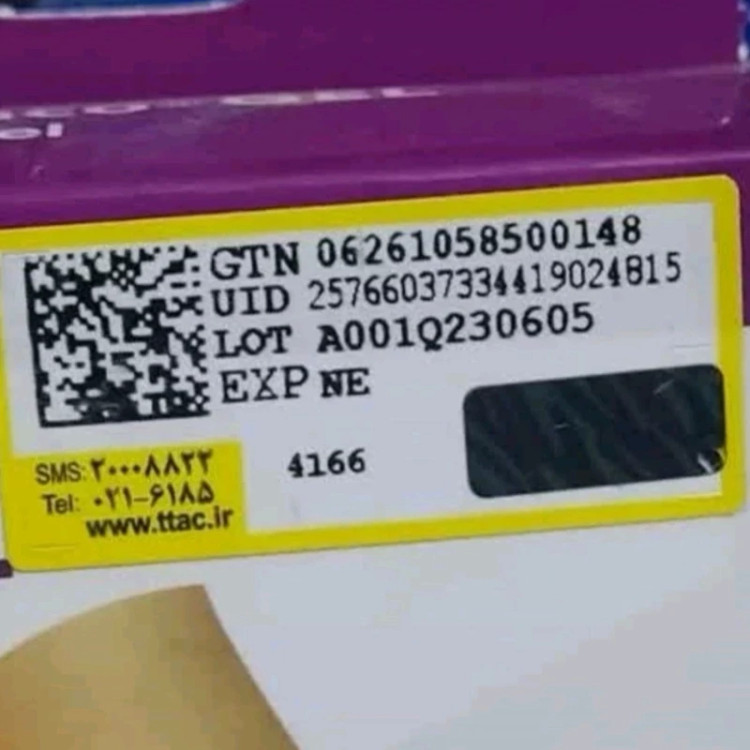 GTN 06261058500148
UID 25766037334419024815
LOT A001Q230605
EXP NE
4166
SMS: ۲۰۰۰۸۸۲۲
Tel: ۰۲۱-۶۱۸۵
www.ttac.ir